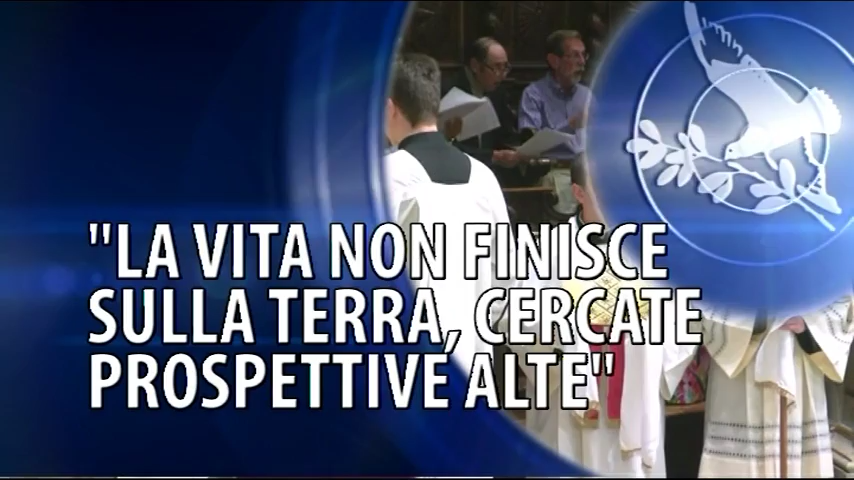 "LA VITA NON FINISCE
SULLA TERRA, CERCATE
PROSPETTIVE ALTE"